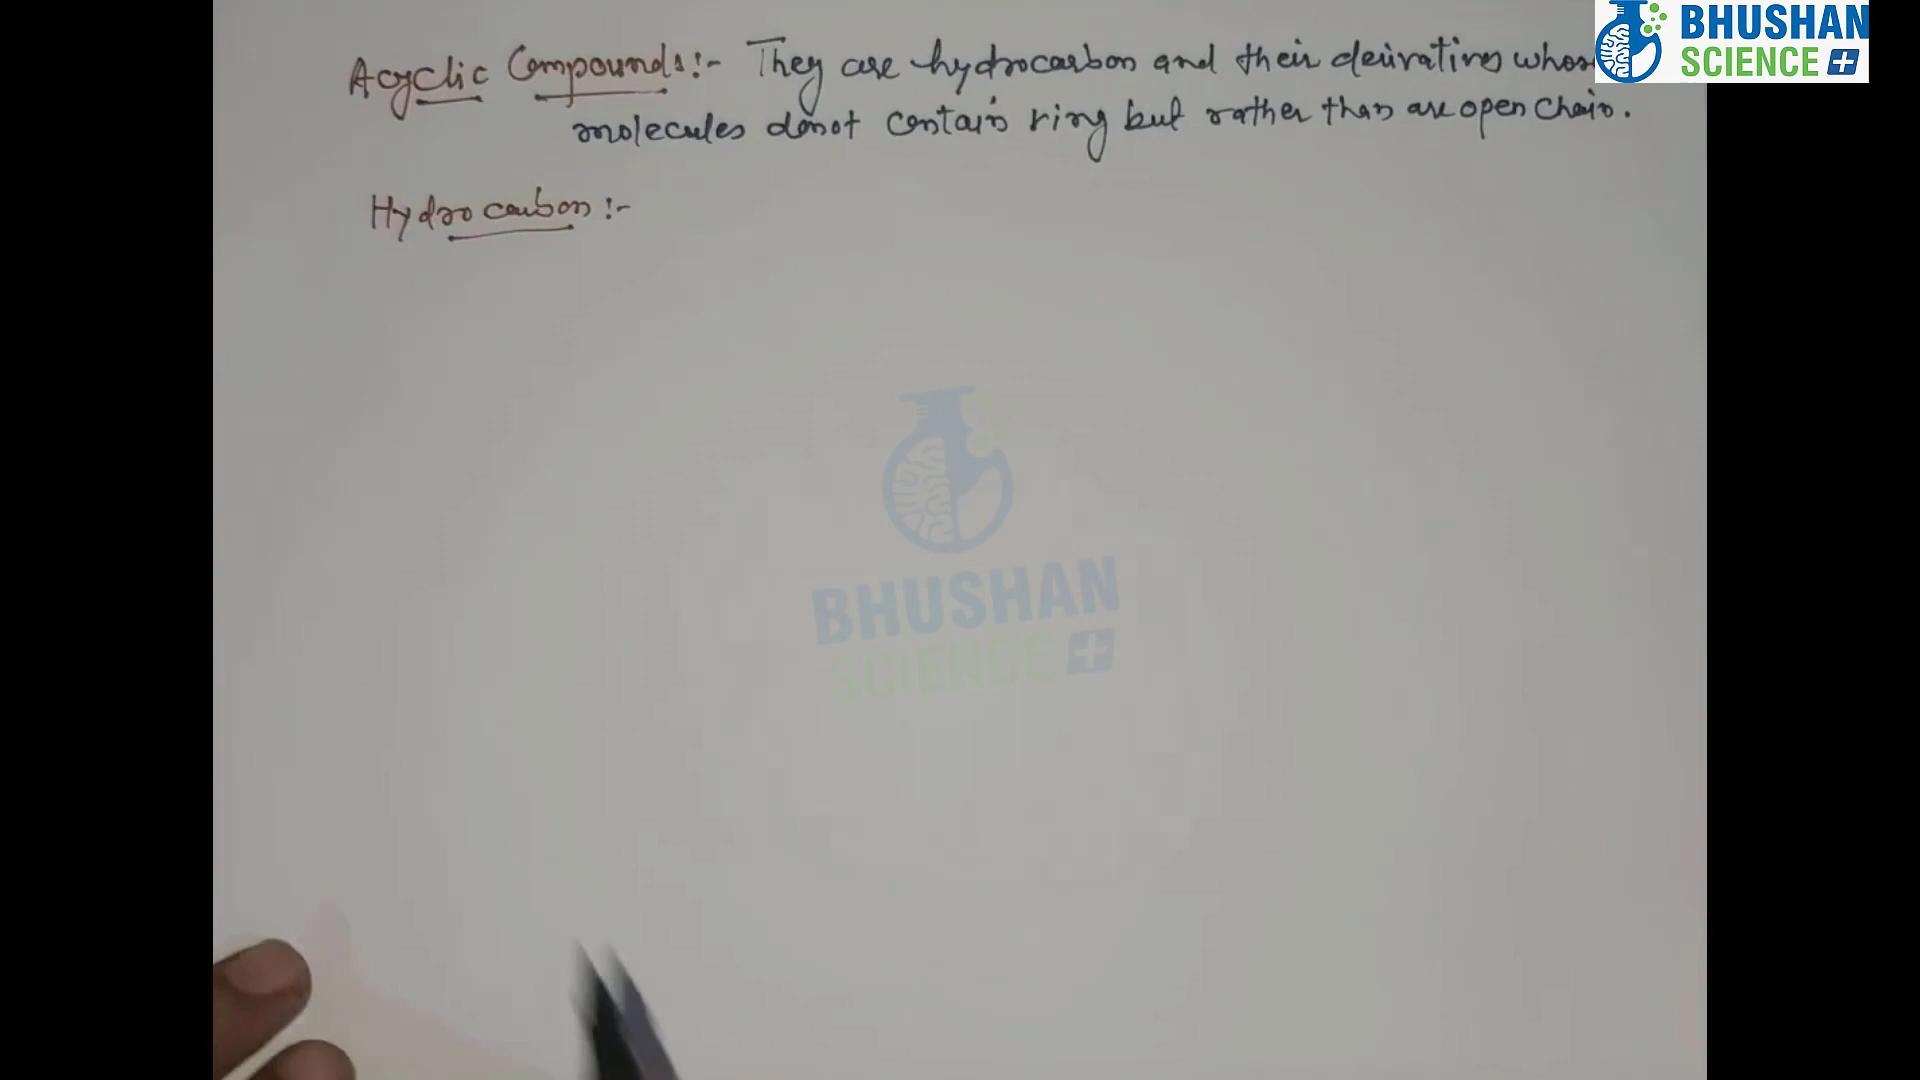 BHUSHAN
SCIENCE +
Acyclic Compounds:- They are hydrocarbon and their derivatives whose
molecules donot contain ring but rather than are open chain.
Hydrocarbon:-
BHUSHAN
SCIENCE +